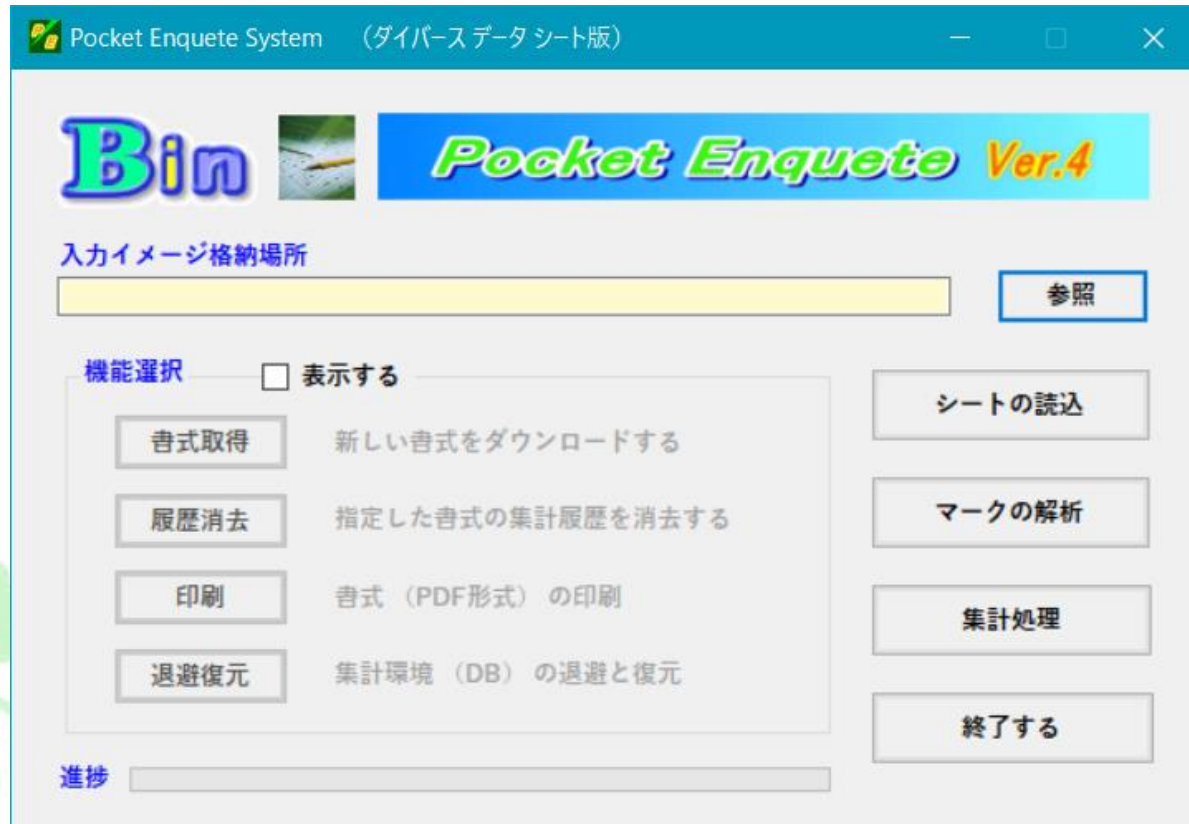 Pocket Enquete System （ダイバース データ シート版）
Bin Pocket Enquete Ver.4
入力イメージ格納場所
参照
機能選択 表示する
書式取得 新しい書式をダウンロードする
履歴消去 指定した書式の集計履歴を消去する
印刷 書式 （PDF形式） の印刷
退避復元 集計環境 （DB） の退避と復元
シートの読込
マークの解析
集計処理
終了する
進捗